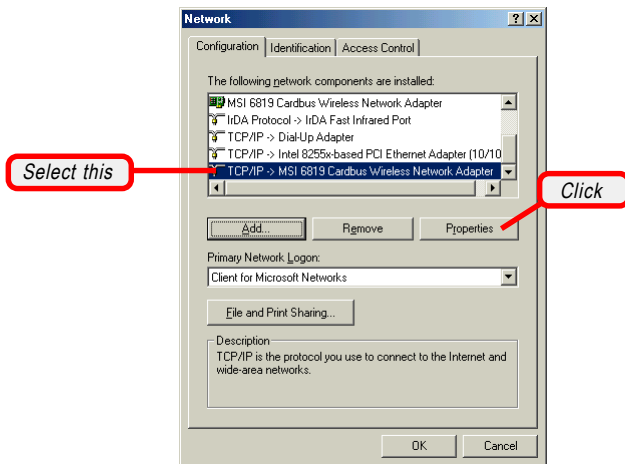 Network
Configuration Identification Access Control
The following network components are installed:
MSI 6819 Cardbus Wireless Network Adapter
IrDA Protocol -> IrDA Fast Infrared Port
TCP/IP -> Dial-Up Adapter
TCP/IP -> Intel 8255x-based PCI Ethernet Adapter (10/10
TCP/IP -> MSI 6819 Cardbus Wireless Network Adapter
Select this
Click
Add... Remove Properties
Primary Network Logon:
Client for Microsoft Networks
File and Print Sharing...
Description
TCP/IP is the protocol you use to connect to the Internet and
wide-area networks.
OK Cancel